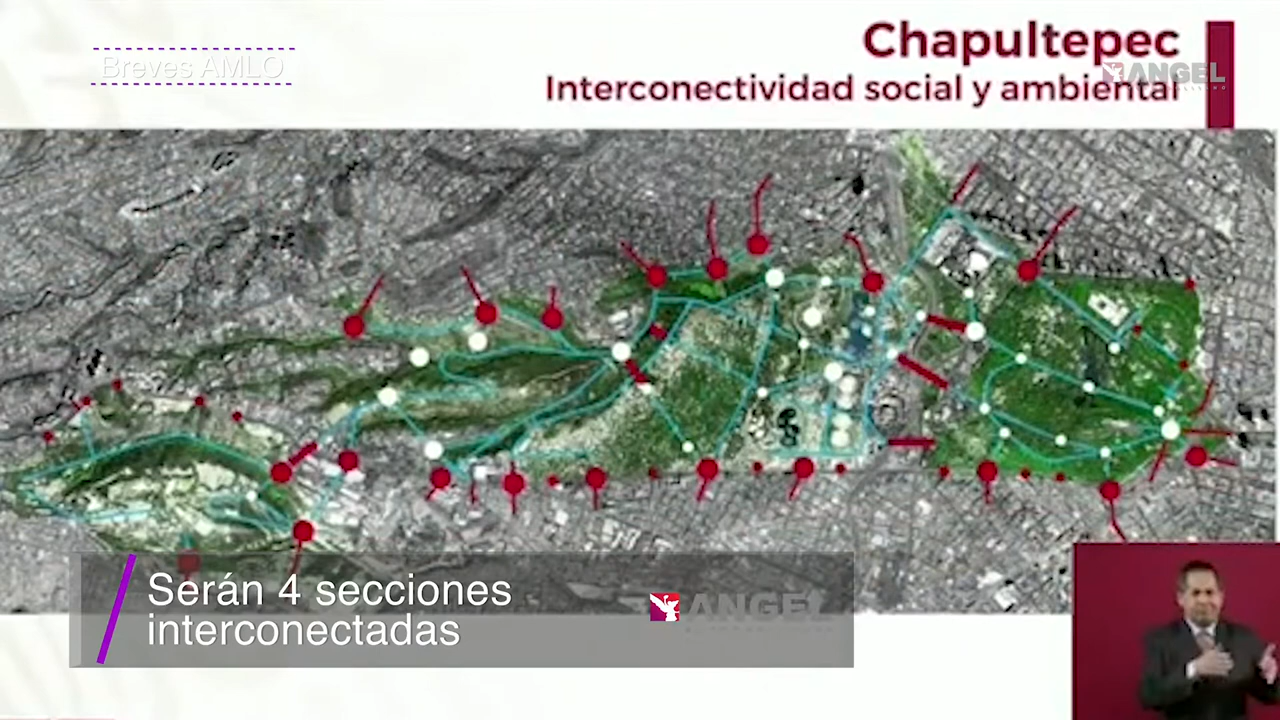 Breves AMLO
Chapultepec
Interconectividad social y ambiental
ANGEL
Serán 4 secciones
interconectadas
ANGEL